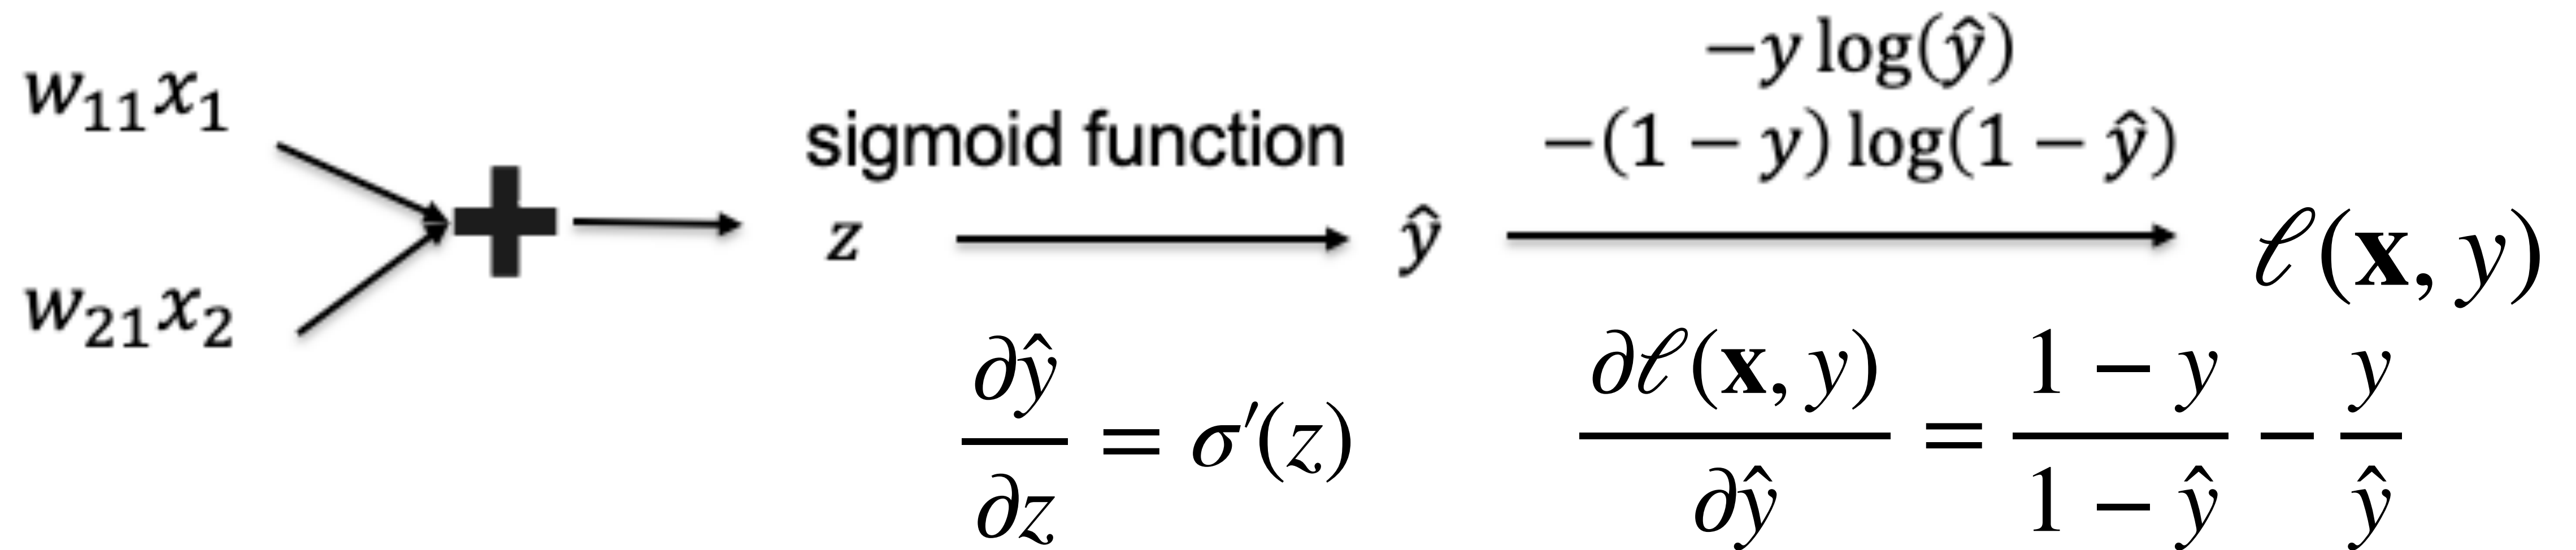 w₁₁x₁
w₂₁x₂
sigmoid function
z
ŷ
−y log(ŷ)
−(1 − y) log(1 − ŷ)
ℓ(𝐱, y)
∂ŷ/∂z = σ′(z)
∂ℓ(𝐱, y)/∂ŷ = (1 − y)/(1 − ŷ) − y/ŷ